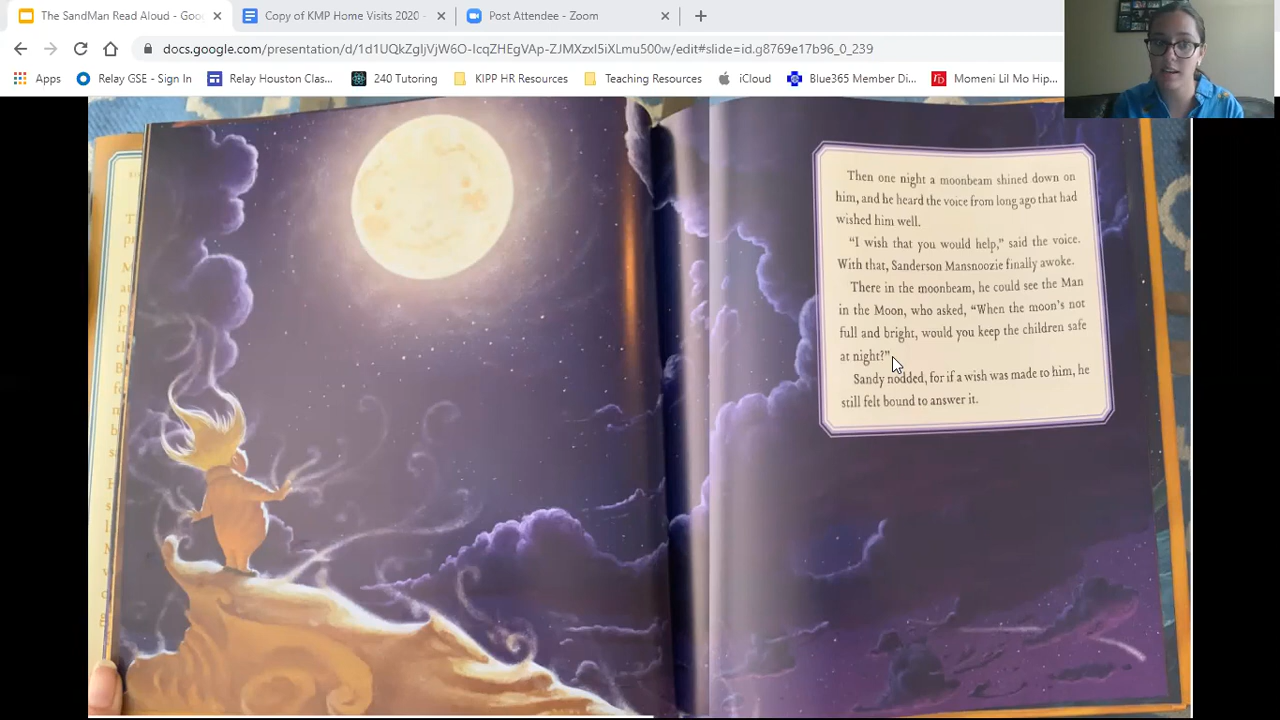 The SandMan Read Aloud - Goo
Copy of KMP Home Visits 2020 -
Post Attendee - Zoom
docs.google.com/presentation/d/1d1UQkZgIjVlV6O-IcqZHEgVAp-ZJMXzxI5iXLmu500w/edit#slide=id.g8769e17b96_0_239
Apps
Relay GSE - Sign In
Relay Houston Clas...
240 Tutoring
KIPP HR Resources
Teaching Resources
iCloud
Blue365 Member Di...
Momeni Lil Mo Hip...
Then one night a moonbeam shined down on
him, and he heard the voice from long ago that had
wished him well.
“I wish that you would help,” said the voice.
With that, Sanderson Mansnoozie finally awoke.
There in the moonbeam, he could see the Man
in the Moon, who asked, “When the moon’s not
full and bright, would you keep the children safe
at night?”
Sandy nodded, for if a wish was made to him, he
still felt bound to answer it.